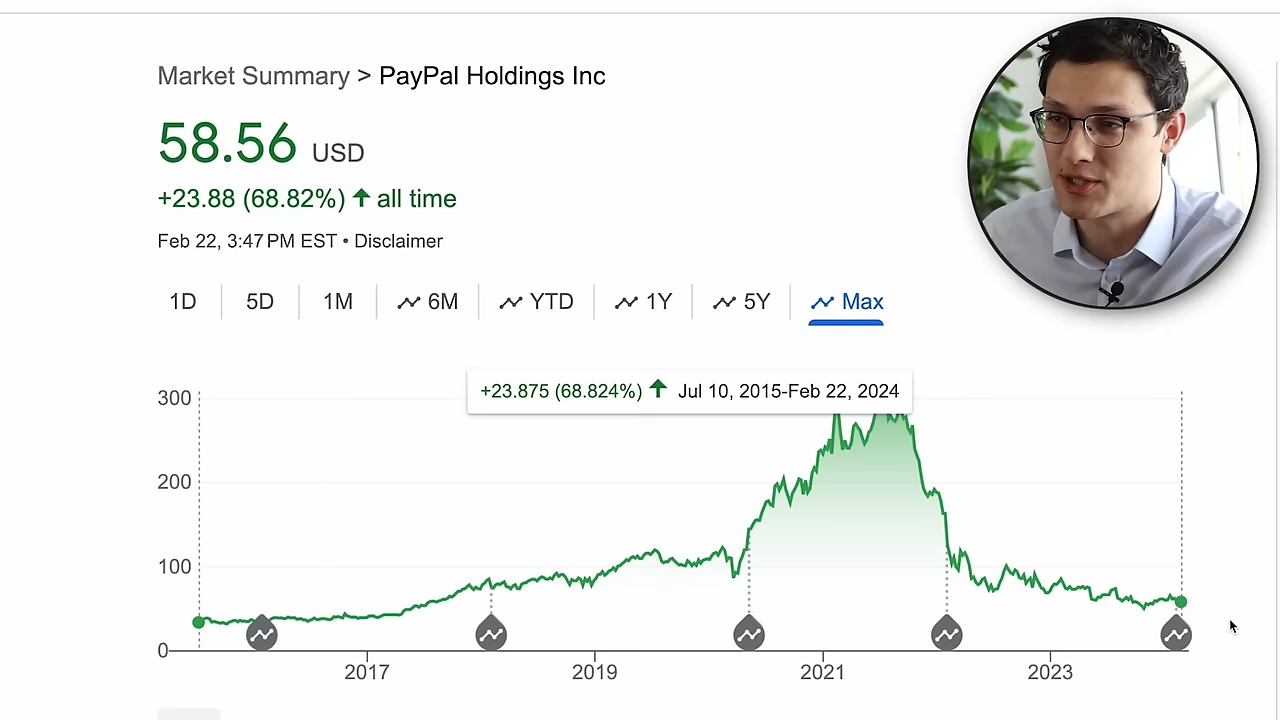 Market Summary > PayPal Holdings Inc
58.56 USD
+23.88 (68.82%) ↑ all time
Feb 22, 3:47 PM EST • Disclaimer
1D 5D 1M 6M YTD 1Y 5Y Max
+23.875 (68.824%) ↑ Jul 10, 2015-Feb 22, 2024
300
200
100
0
2017 2019 2021 2023